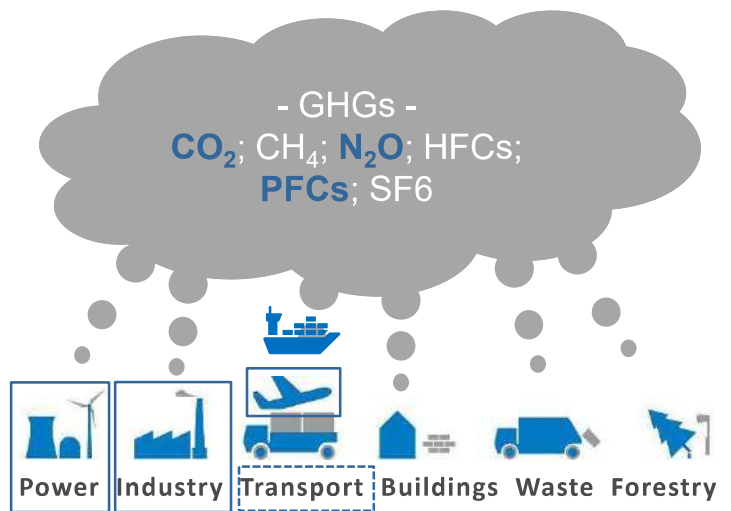 - GHGs -
CO₂; CH₄; N₂O; HFCs;
PFCs; SF6
Power Industry Transport Buildings Waste Forestry